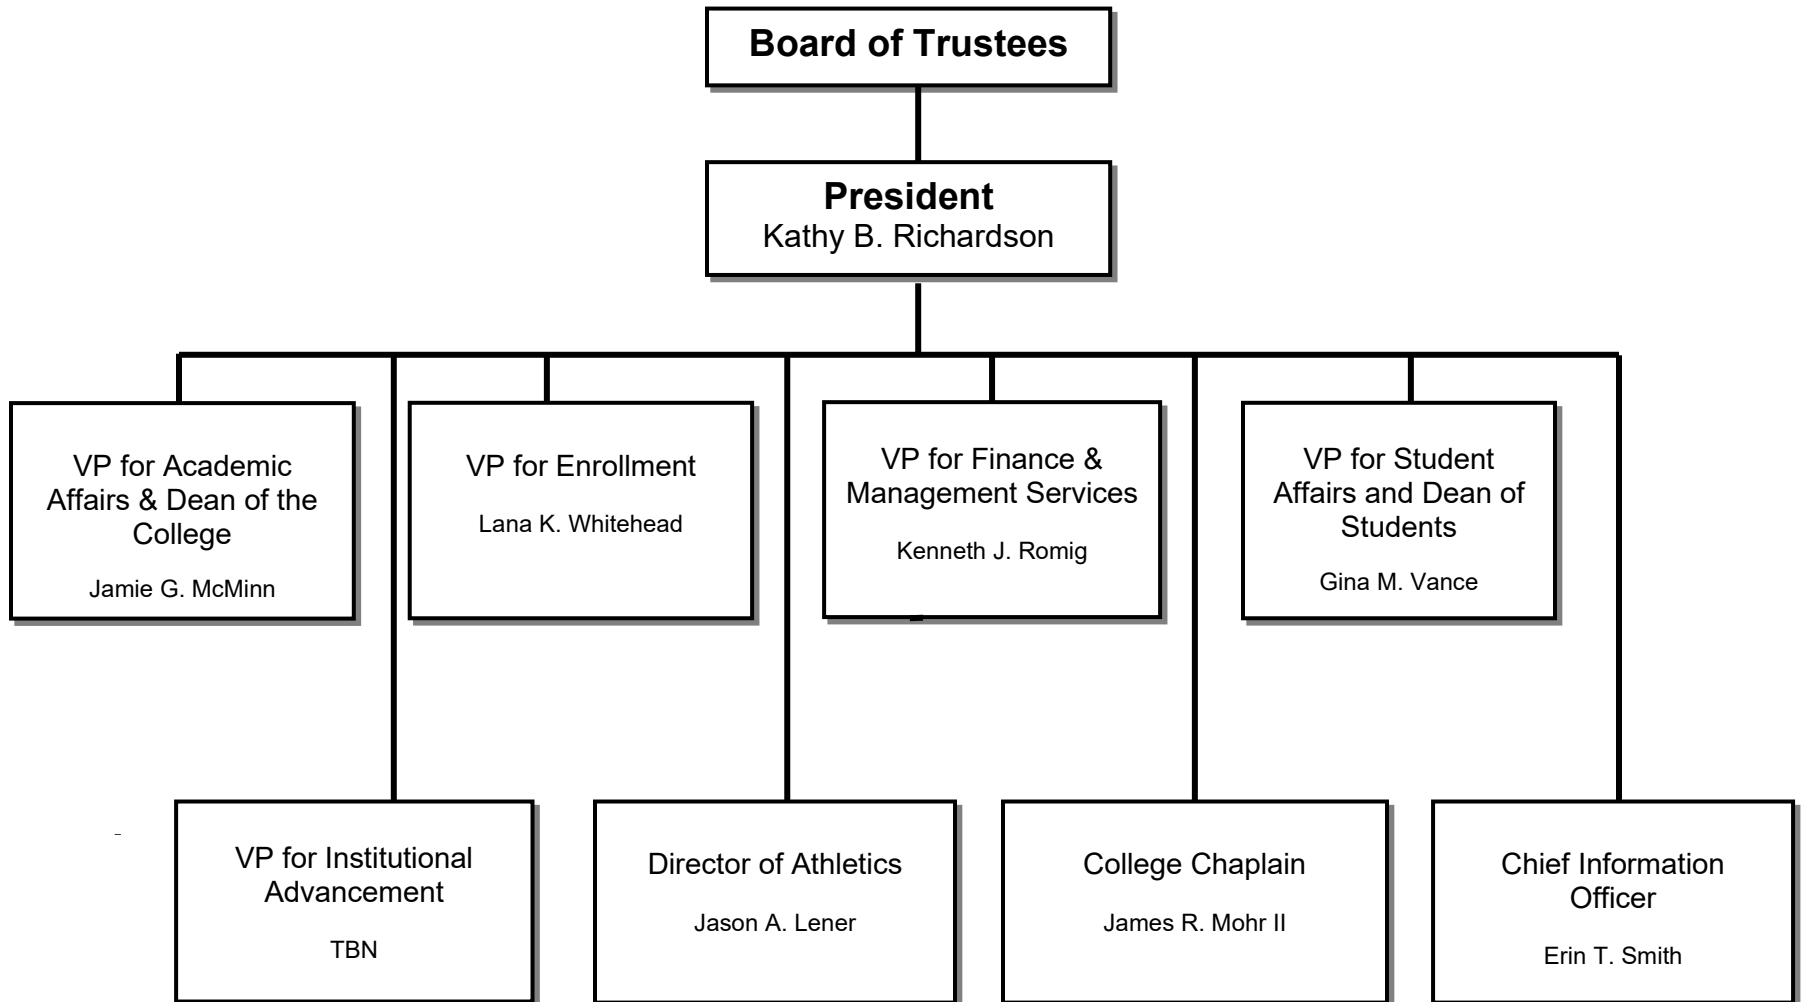 Board of Trustees
President
Kathy B. Richardson
VP for Academic
Affairs & Dean of the
College
Jamie G. McMinn
VP for Enrollment
Lana K. Whitehead
VP for Finance &
Management Services
Kenneth J. Romig
VP for Student
Affairs and Dean of
Students
Gina M. Vance
VP for Institutional
Advancement
TBN
Director of Athletics
Jason A. Lener
College Chaplain
James R. Mohr II
Chief Information
Officer
Erin T. Smith